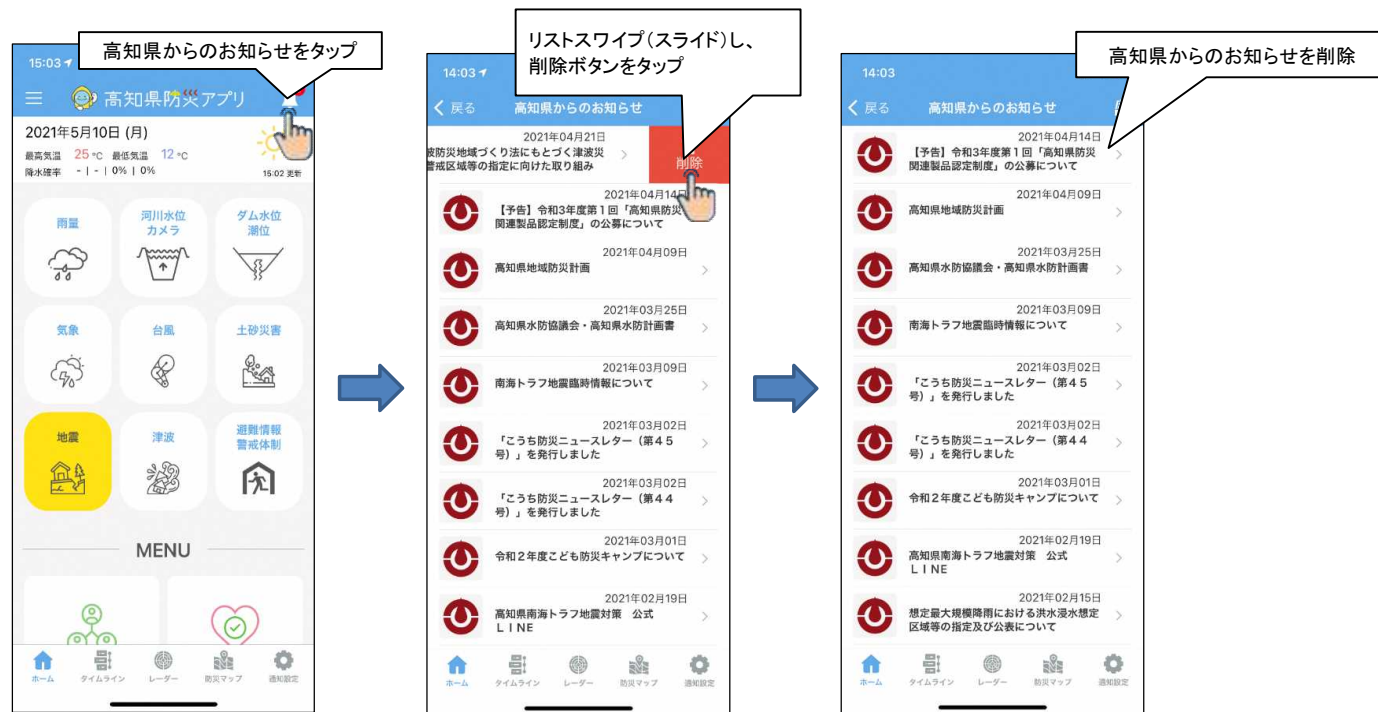 高知県からのお知らせをタップ
15:03
高知県防災アプリ
2021年5月10日 (月)
最高気温 25 °C 最低気温 12 °C
降水確率 - | - | 0% | 0%
15:02 更新
雨量
河川水位
カメラ
ダム水位
潮位
気象
台風
土砂災害
地震
津波
避難情報
警戒体制
MENU
ホーム
タイムライン
レーダー
防災マップ
通知設定
リストスワイプ(スライド)し、
削除ボタンをタップ
14:03
戻る
高知県からのお知らせ
2021年04月21日
波防災地域づくり法にもとづく津波災
警戒区域等の指定に向けた取り組み
削除
2021年04月14日
【予告】令和3年度第1回「高知県防災
関連製品認定制度」の公募について
2021年04月09日
高知県地域防災計画
2021年03月25日
高知県水防協議会・高知県水防計画書
2021年03月09日
南海トラフ地震臨時情報について
2021年03月02日
「こうち防災ニュースレター(第45
号)」を発行しました
2021年03月02日
「こうち防災ニュースレター(第44
号)」を発行しました
2021年03月01日
令和2年度こども防災キャンプについて
2021年02月19日
高知県南海トラフ地震対策 公式
LINE
ホーム
タイムライン
レーダー
防災マップ
通知設定
高知県からのお知らせを削除
14:03
戻る
高知県からのお知らせ
2021年04月14日
【予告】令和3年度第1回「高知県防災
関連製品認定制度」の公募について
2021年04月09日
高知県地域防災計画
2021年03月25日
高知県水防協議会・高知県水防計画書
2021年03月09日
南海トラフ地震臨時情報について
2021年03月02日
「こうち防災ニュースレター(第45
号)」を発行しました
2021年03月02日
「こうち防災ニュースレター(第44
号)」を発行しました
2021年03月01日
令和2年度こども防災キャンプについて
2021年02月19日
高知県南海トラフ地震対策 公式
LINE
2021年02月15日
想定最大規模降雨における洪水浸水想定
区域等の指定及び公表について
ホーム
タイムライン
レーダー
防災マップ
通知設定